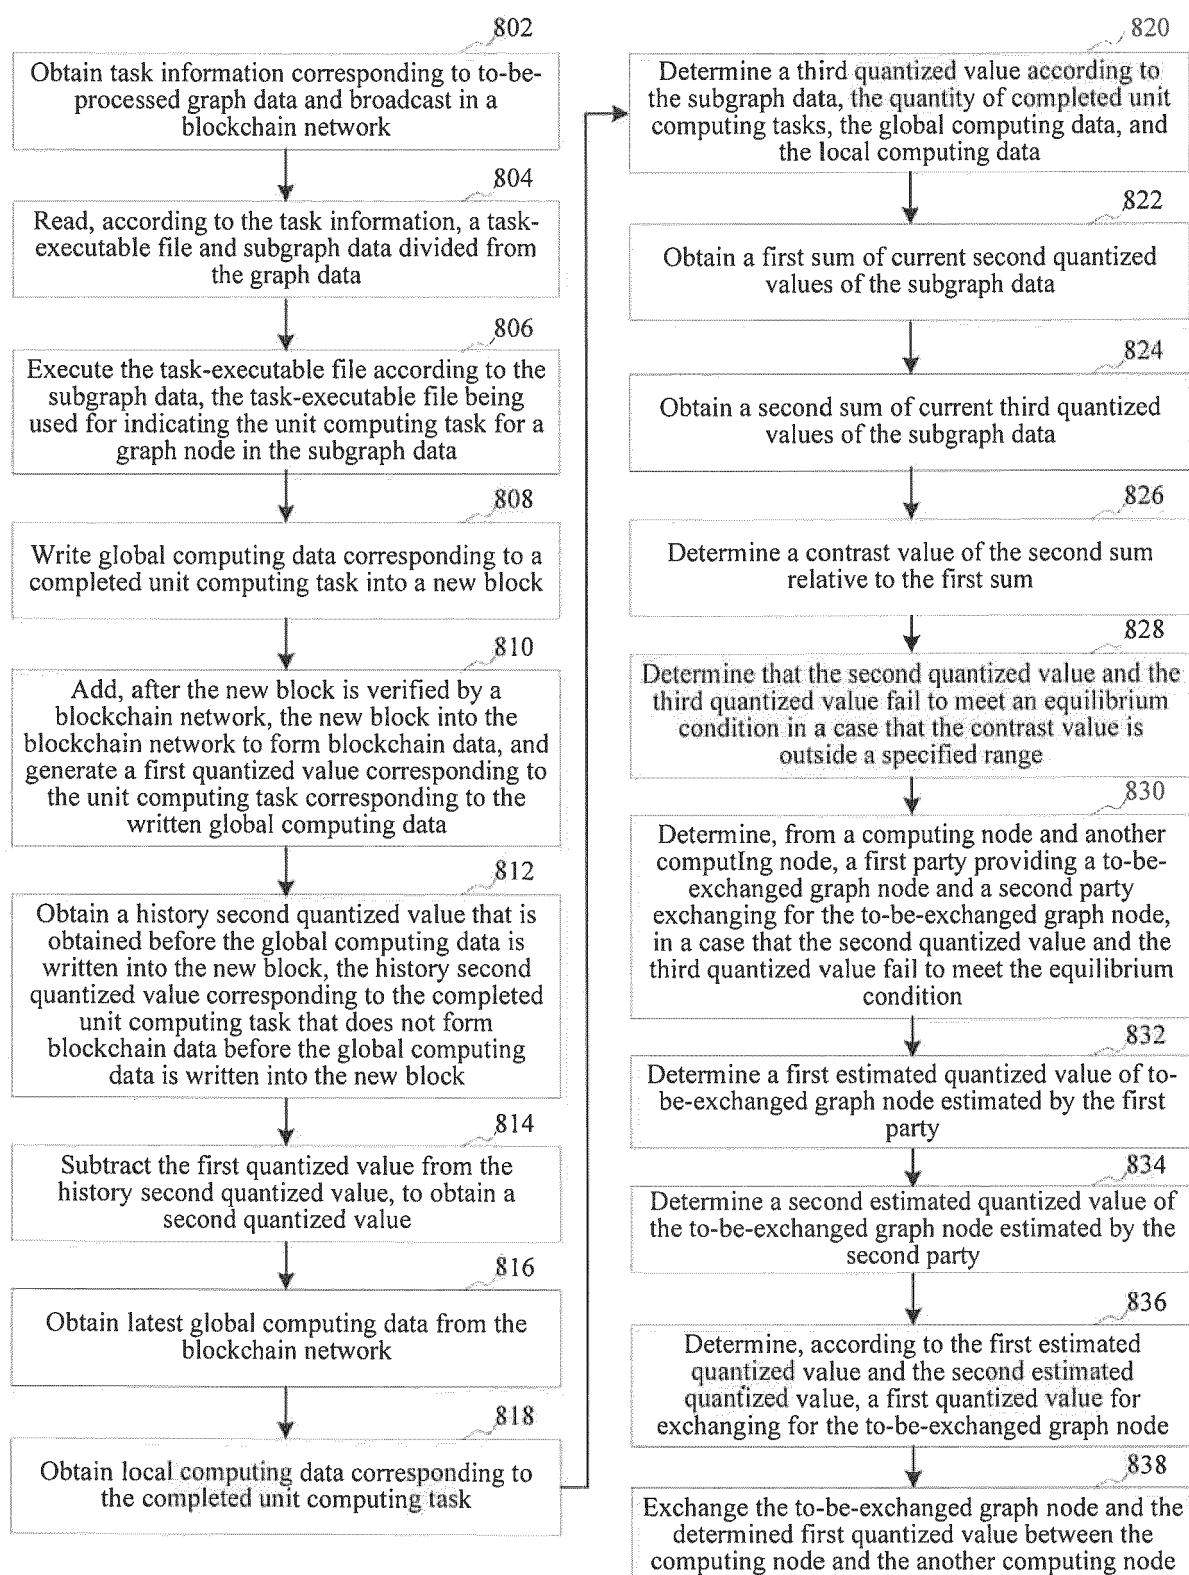 802
Obtain task information corresponding to to-be-
processed graph data and broadcast in a
blockchain network
804
Read, according to the task information, a task-
executable file and subgraph data divided from
the graph data
806
Execute the task-executable file according to the
subgraph data, the task-executable file being
used for indicating the unit computing task for a
graph node in the subgraph data
808
Write global computing data corresponding to a
completed unit computing task into a new block
810
Add, after the new block is verified by a
blockchain network, the new block into the
blockchain network to form blockchain data, and
generate a first quantized value corresponding to
the unit computing task corresponding to the
written global computing data
812
Obtain a history second quantized value that is
obtained before the global computing data is
written into the new block, the history second
quantized value corresponding to the completed
unit computing task that does not form
blockchain data before the global computing
data is written into the new block
814
Subtract the first quantized value from the
history second quantized value, to obtain a
second quantized value
816
Obtain latest global computing data from the
blockchain network
818
Obtain local computing data corresponding to
the completed unit computing task
820
Determine a third quantized value according to
the subgraph data, the quantity of completed unit
computing tasks, the global computing data, and
the local computing data
822
Obtain a first sum of current second quantized
values of the subgraph data
824
Obtain a second sum of current third quantized
values of the subgraph data
826
Determine a contrast value of the second sum
relative to the first sum
828
Determine that the second quantized value and the
third quantized value fail to meet an equilibrium
condition in a case that the contrast value is
outside a specified range
830
Determine, from a computing node and another
computIng node, a first party providing a to-be-
exchanged graph node and a second party
exchanging for the to-be-exchanged graph node,
in a case that the second quantized value and the
third quantized value fail to meet the equilibrium
condition
832
Determine a first estimated quantized value of to-
be-exchanged graph node estimated by the first
party
834
Determine a second estimated quantized value of
the to-be-exchanged graph node estimated by the
second party
836
Determine, according to the first estimated
quantized value and the second estimated
quantized value, a first quantized value for
exchanging for the to-be-exchanged graph node
838
Exchange the to-be-exchanged graph node and the
determined first quantized value between the
computing node and the another computing node